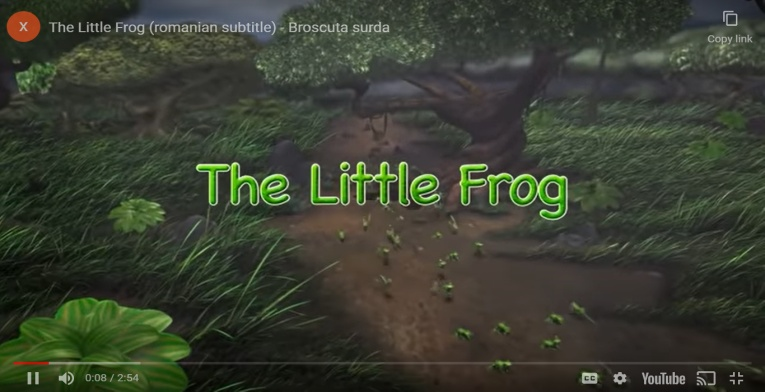 X
The Little Frog (romanian subtitle) - Broscuta surda
Copy link
The Little Frog
0:08 / 2:54
CC
YouTube